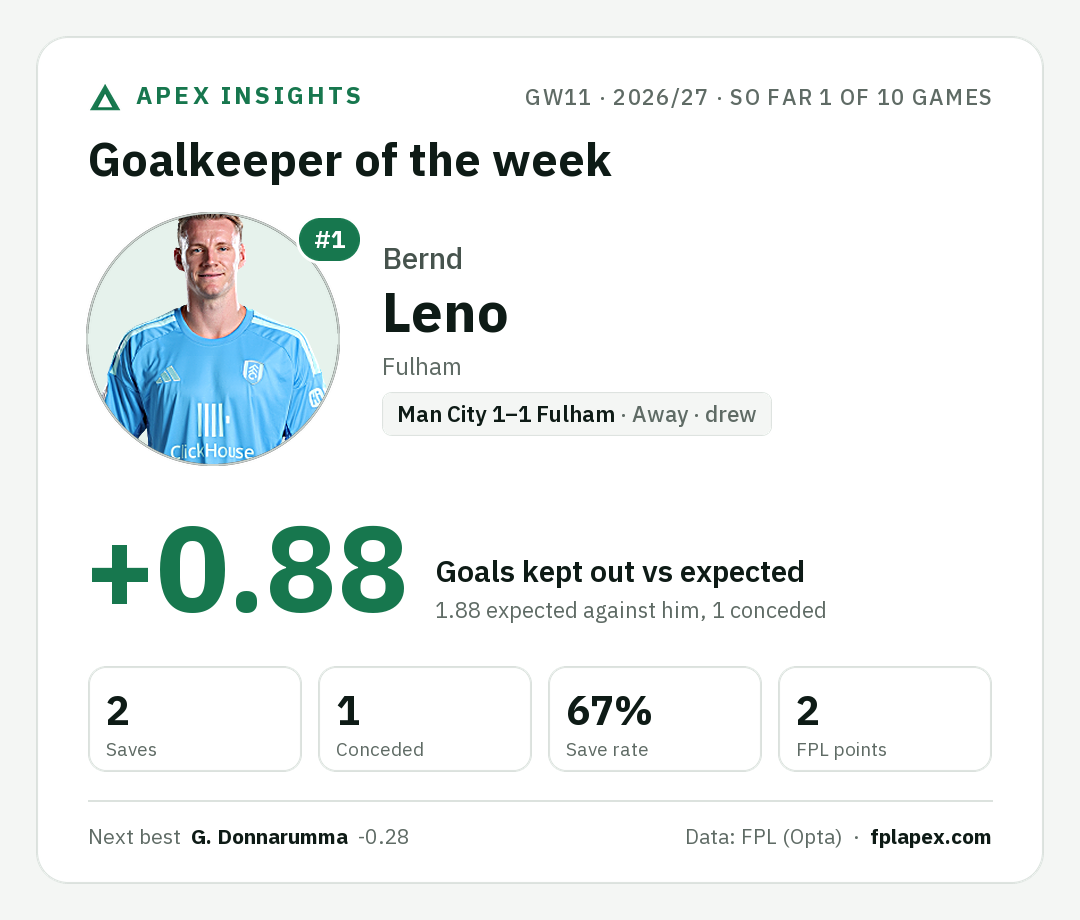 APEX INSIGHTS
GW11 · 2026/27 · SO FAR 1 OF 10 GAMES
Goalkeeper of the week
#1
Bernd
Leno
Fulham
Man City 1–1 Fulham · Away · drew
ClickHouse
+0.88
Goals kept out vs expected
1.88 expected against him, 1 conceded
2
Saves
1
Conceded
67%
Save rate
2
FPL points
Next best G. Donnarumma -0.28
Data: FPL (Opta) · fplapex.com